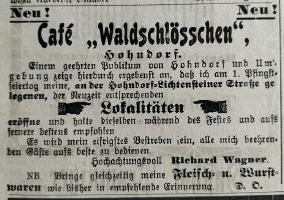 Neu! Neu!
Café „Waldschlösschen",
Hohndorf.
Einem geehrten Publikum von Hohndorf und Um-
gebung zeige hierdurch ergebenst an, daß ich am 1. Pfingst-
feiertag meine, an der Hohndorf-Lichtensteiner Straße ge-
legenen, der Neuzeit entsprechenden
Lokalitäten
eröffne und halte dieselben während des Festes und auch
fernere bestens empfohlen
Es wird mein eifrigstes Bestreben sein, alle mich beehren-
den Gäste aufs beste zu bedienen.
Hochachtungsvoll Richard Wagner.
NB Bringe gleichzeitig meine Fleisch- u. Wurst-
waren wie bisher in empfehlende Erinnerung. D. O.